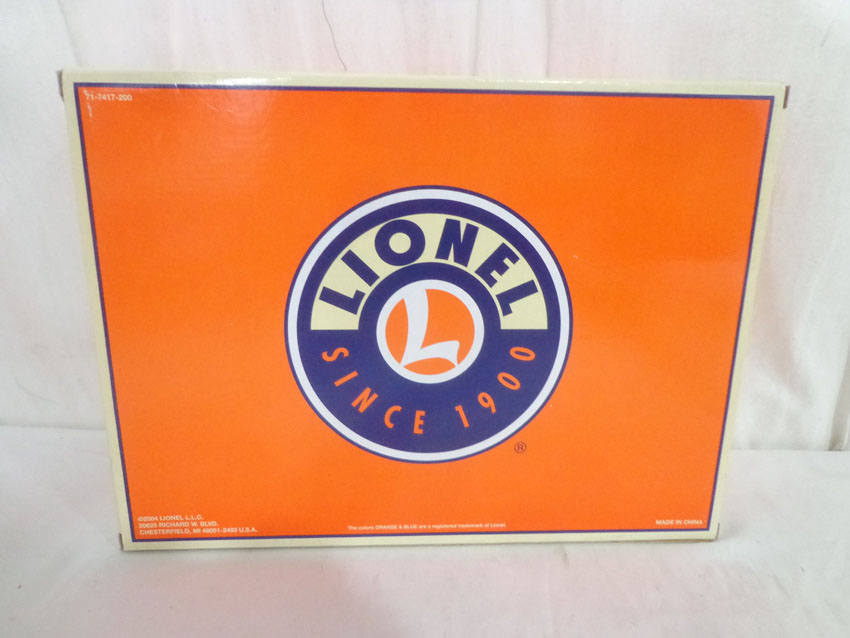 71-7417-200
LIONEL
L
SINCE 1900
®
©2004 LIONEL L.L.C.
50625 RICHARD W. BLVD.
CHESTERFIELD, MI 48051-2493 U.S.A.
The colors ORANGE & BLUE are a registered trademark of Lionel.
MADE IN CHINA